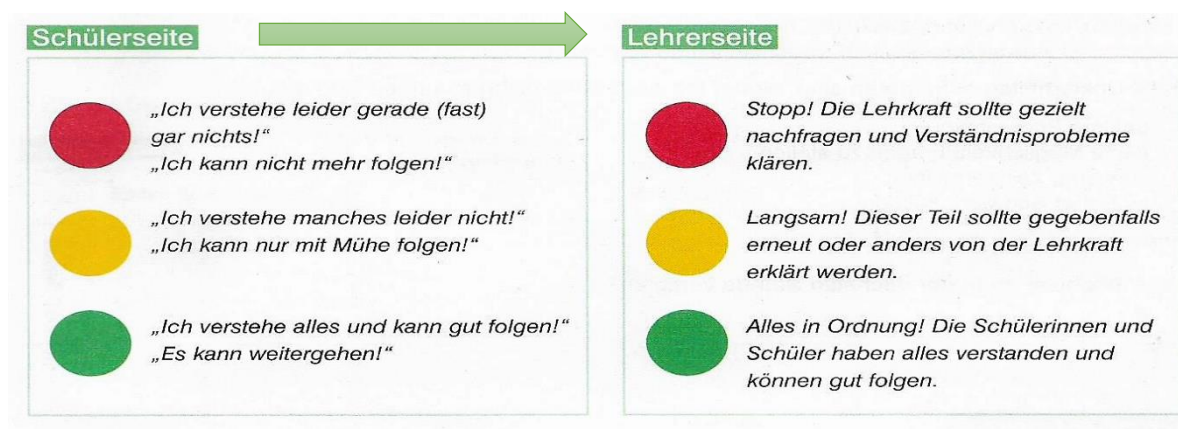 Schülerseite
„Ich verstehe leider gerade (fast)
gar nichts!“
„Ich kann nicht mehr folgen!“
„Ich verstehe manches leider nicht!“
„Ich kann nur mit Mühe folgen!“
„Ich verstehe alles und kann gut folgen!“
„Es kann weitergehen!“
Lehrerseite
Stopp! Die Lehrkraft sollte gezielt
nachfragen und Verständnisprobleme
klären.
Langsam! Dieser Teil sollte gegebenfalls
erneut oder anders von der Lehrkraft
erklärt werden.
Alles in Ordnung! Die Schülerinnen und
Schüler haben alles verstanden und
können gut folgen.